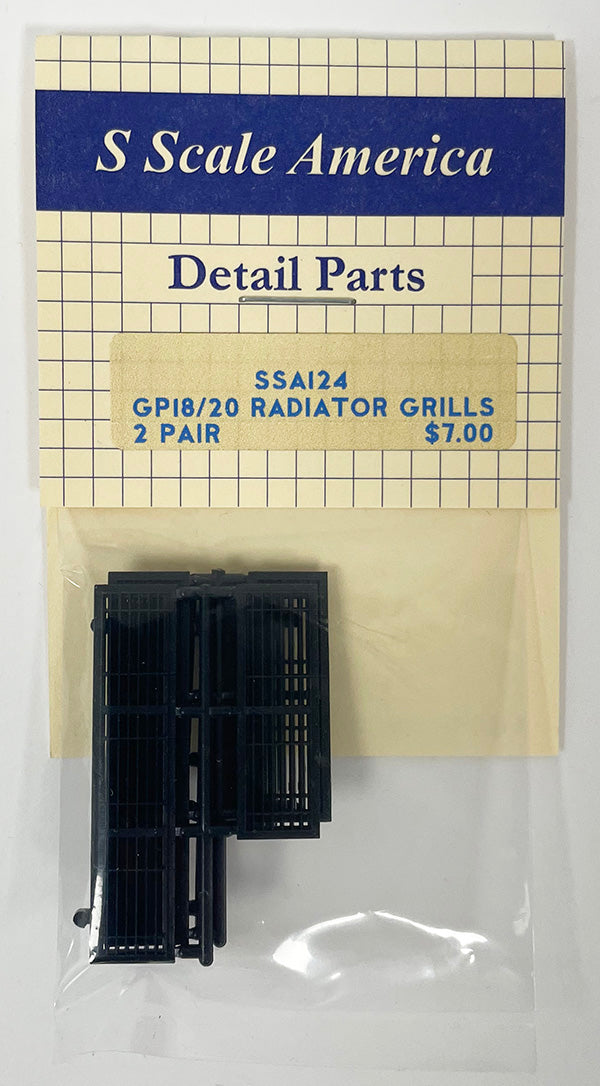 S Scale America
Detail Parts
SSA124
GP18/20 RADIATOR GRILLS
2 PAIR $7.00